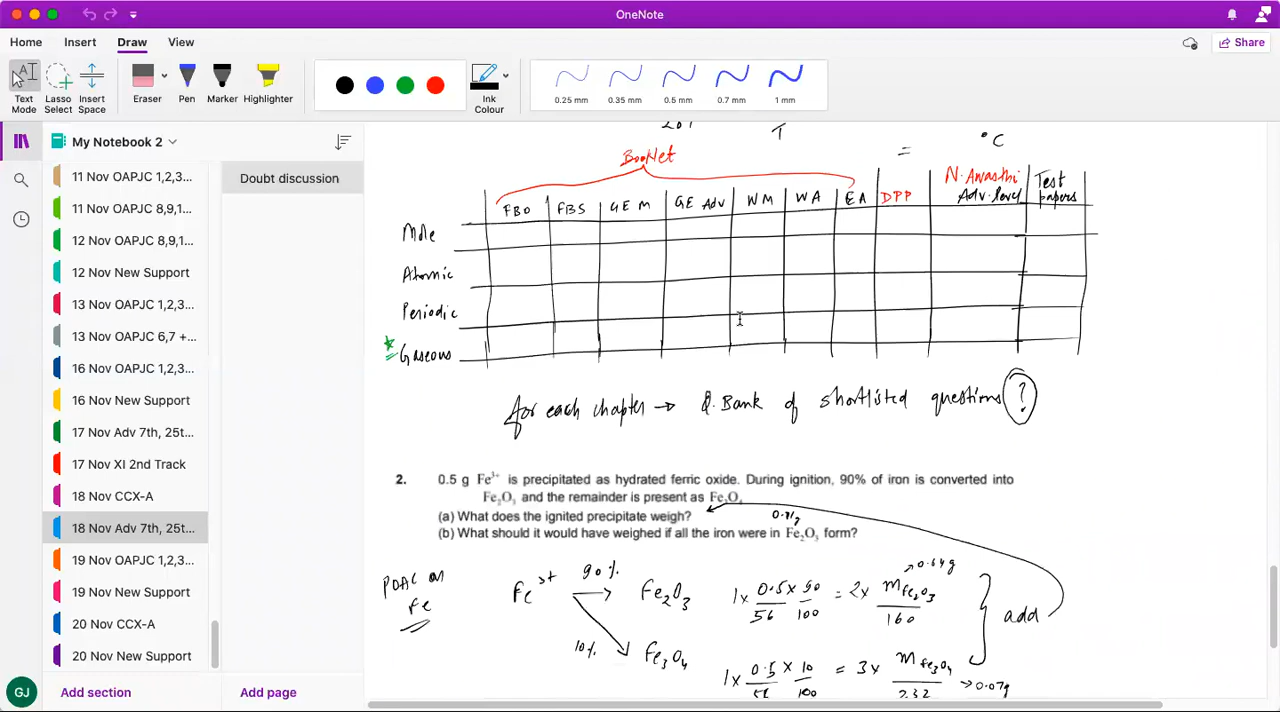 OneNote
Home Insert Draw View
Share
Text Mode
Lasso Select
Insert Space
Eraser
Pen
Marker
Highlighter
Ink Colour
0.25 mm 0.35 mm 0.5 mm 0.7 mm 1 mm
My Notebook 2
11 Nov OAPJC 1,2,3...
11 Nov OAPJC 8,9,1...
12 Nov OAPJC 8,9,1...
12 Nov New Support
13 Nov OAPJC 1,2,3...
13 Nov OAPJC 6,7 +...
16 Nov OAPJC 1,2,3...
16 Nov New Support
17 Nov Adv 7th, 25t...
17 Nov XI 2nd Track
18 Nov CCX-A
18 Nov Adv 7th, 25t...
19 Nov OAPJC 1,2,3...
19 Nov New Support
20 Nov CCX-A
20 Nov New Support
GJ
Add section
Doubt discussion
Add page
T
= °C
Booklet
FBO FBS GEM GE Adv WM WA EA DPP N. Awasthi Adv. level Test papers
Mole
Atomic
Periodic
Gaseous
for each chapter → Q. Bank of shortlisted questions ?
2. 0.5 g Fe³⁺ is precipitated as hydrated ferric oxide. During ignition, 90% of iron is converted into
Fe₂O₃ and the remainder is present as Fe₃O₄
(a) What does the ignited precipitate weigh? 0.71g
(b) What should it would have weighed if all the iron were in Fe₂O₃ form?
POAC on Fe
Fe³⁺ 90% → Fe₂O₃
10% Fe₃O₄
1 × 0.5/56 × 90/100 = 2 × mFe₂O₃/160 → 0.64g
1 × 0.5/56 × 10/100 = 3 × mFe₃O₄/232 → 0.07g
add